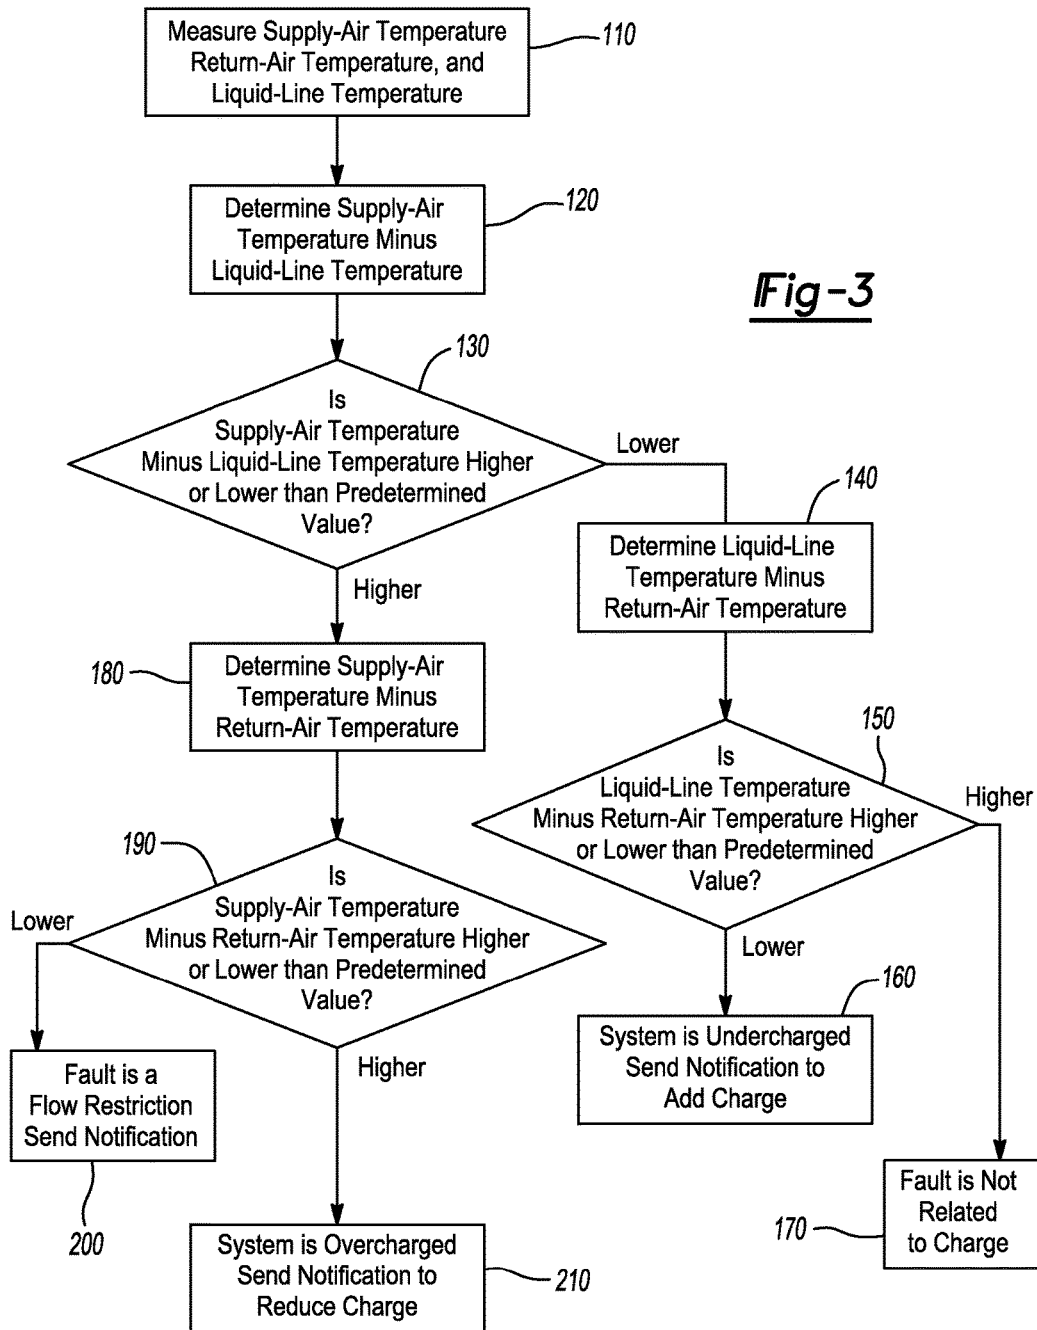 Measure Supply-Air Temperature
Return-Air Temperature, and
Liquid-Line Temperature
110
Determine Supply-Air
Temperature Minus
Liquid-Line Temperature
120
Fig-3
130
Is
Supply-Air Temperature
Minus Liquid-Line Temperature Higher
or Lower than Predetermined
Value?
Lower
Higher
140
Determine Liquid-Line
Temperature Minus
Return-Air Temperature
180
Determine Supply-Air
Temperature Minus
Return-Air Temperature
150
Is
Liquid-Line Temperature
Minus Return-Air Temperature Higher
or Lower than Predetermined
Value?
Higher
Lower
190
Is
Supply-Air Temperature
Minus Return-Air Temperature Higher
or Lower than Predetermined
Value?
Lower
Higher
160
System is Undercharged
Send Notification to
Add Charge
Fault is a
Flow Restriction
Send Notification
200
170
Fault is Not
Related
to Charge
System is Overcharged
Send Notification to
Reduce Charge
210